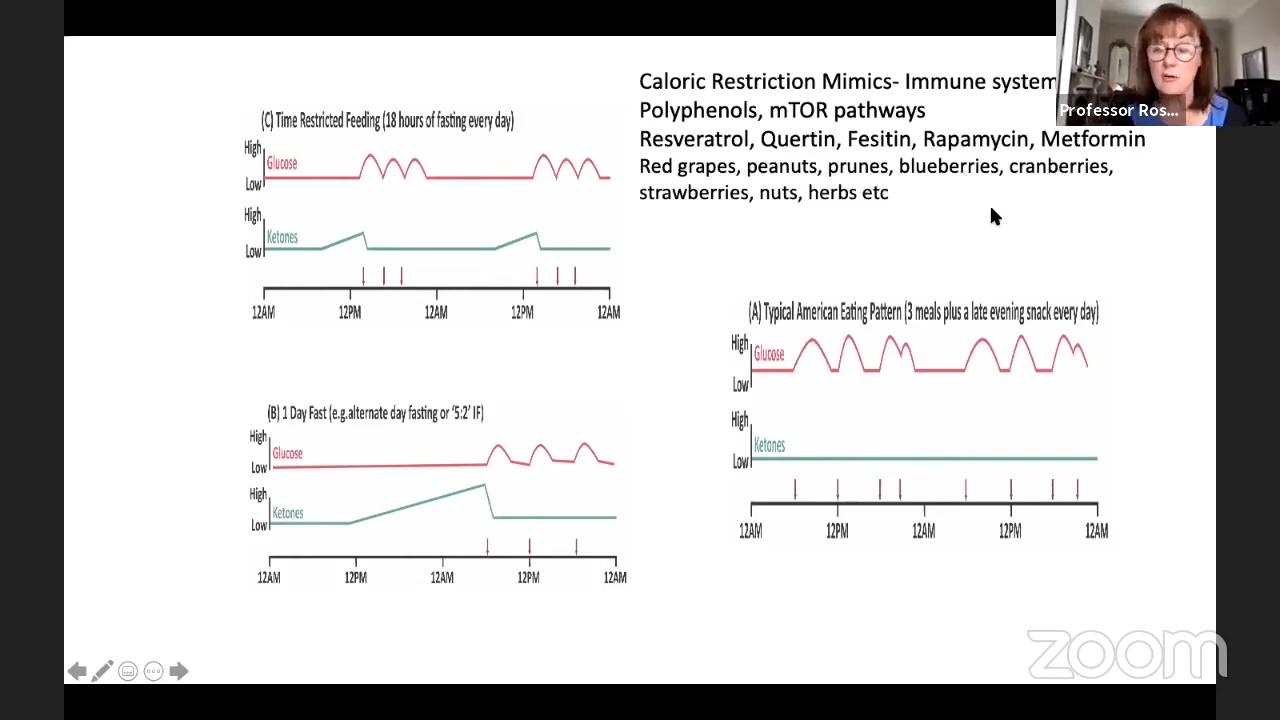 Caloric Restriction Mimics- Immune system
Polyphenols, mTOR pathways
Resveratrol, Quertin, Fesitin, Rapamycin, Metformin
Red grapes, peanuts, prunes, blueberries, cranberries,
strawberries, nuts, herbs etc
Professor Ros...
(C) Time Restricted Feeding (18 hours of fasting every day)
High
Glucose
Low
High
Ketones
Low
12AM 12PM 12AM 12PM 12AM
(A) Typical American Eating Pattern (3 meals plus a late evening snack every day)
High
Glucose
Low
High
Ketones
Low
12AM 12PM 12AM 12PM 12AM
(B) 1 Day Fast (e.g.alternate day fasting or '5:2' IF)
High
Glucose
Low
High
Ketones
Low
12AM 12PM 12AM 12PM 12AM
zoom